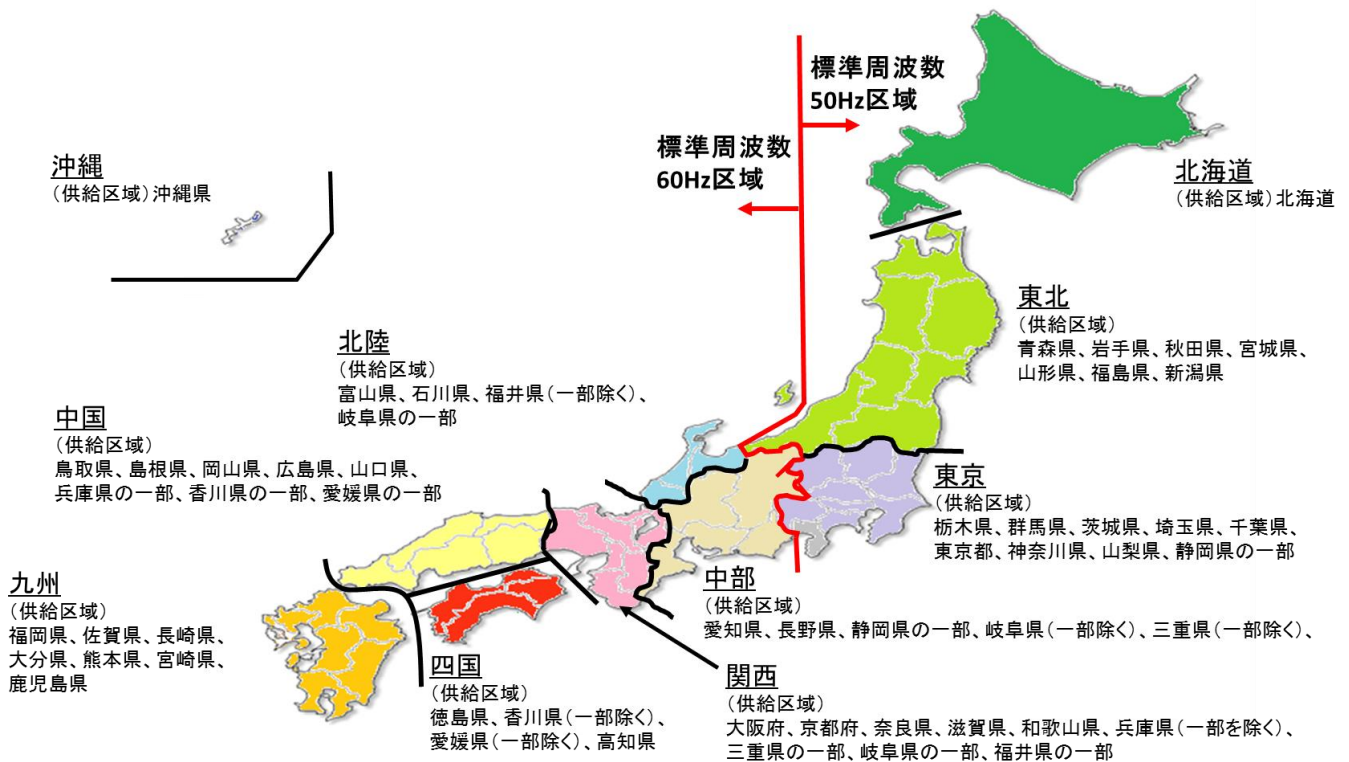 標準周波数
50Hz区域
標準周波数
60Hz区域
沖縄
(供給区域)沖縄県
北海道
(供給区域)北海道
東北
(供給区域)
青森県、岩手県、秋田県、宮城県、
山形県、福島県、新潟県
北陸
(供給区域)
富山県、石川県、福井県(一部除く)、
岐阜県の一部
中国
(供給区域)
鳥取県、島根県、岡山県、広島県、山口県、
兵庫県の一部、香川県の一部、愛媛県の一部
東京
(供給区域)
栃木県、群馬県、茨城県、埼玉県、千葉県、
東京都、神奈川県、山梨県、静岡県の一部
九州
(供給区域)
福岡県、佐賀県、長崎県、
大分県、熊本県、宮崎県、
鹿児島県
中部
(供給区域)
愛知県、長野県、静岡県の一部、岐阜県(一部除く)、三重県(一部除く)、
四国
(供給区域)
徳島県、香川県(一部除く)、
愛媛県(一部除く)、高知県
関西
(供給区域)
大阪府、京都府、奈良県、滋賀県、和歌山県、兵庫県(一部を除く)、
三重県の一部、岐阜県の一部、福井県の一部